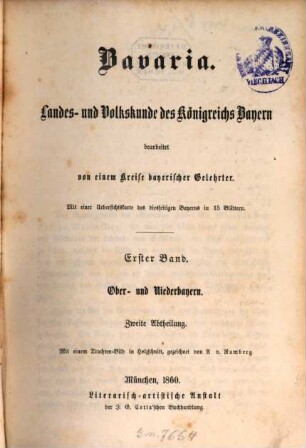 Bavaria.
Landes- und Volkskunde des Königreichs Bayern
bearbeitet
von einem Kreise bayerischer Gelehrter.
Mit einer Uebersichtskarte des diesseitigen Bayerns in 15 Blättern.
Erster Band.
Ober- und Niederbayern.
Zweite Abtheilung.
Mit einem Trachten-Bild in Holzschnitt, gezeichnet von A. v. Ramberg
München, 1860.
Literarisch-artistische Anstalt
der J. G. Cotta'schen Buchhandlung.